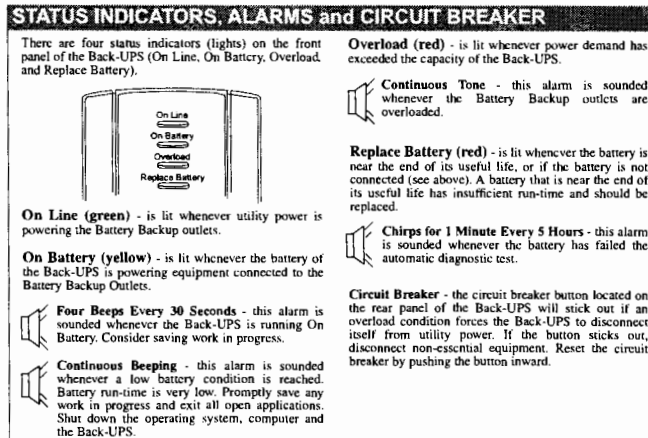 STATUS INDICATORS, ALARMS and CIRCUIT BREAKER
There are four status indicators (lights) on the front
panel of the Back-UPS (On Line, On Battery, Overload
and Replace Battery).
On Line
On Battery
Overload
Replace Battery
On Line (green) - is lit whenever utility power is
powering the Battery Backup outlets.
On Battery (yellow) - is lit whenever the battery of
the Back-UPS is powering equipment connected to the
Battery Backup Outlets.
Four Beeps Every 30 Seconds - this alarm is
sounded whenever the Back-UPS is running On
Battery. Consider saving work in progress.
Continuous Beeping - this alarm is sounded
whenever a low battery condition is reached.
Battery run-time is very low. Promptly save any
work in progress and exit all open applications.
Shut down the operating system, computer and
the Back-UPS.
Overload (red) - is lit whenever power demand has
exceeded the capacity of the Back-UPS.
Continuous Tone - this alarm is sounded
whenever the Battery Backup outlets are
overloaded.
Replace Battery (red) - is lit whenever the battery is
near the end of its useful life, or if the battery is not
connected (see above). A battery that is near the end of
its useful life has insufficient run-time and should be
replaced.
Chirps for 1 Minute Every 5 Hours - this alarm
is sounded whenever the battery has failed the
automatic diagnostic test.
Circuit Breaker - the circuit breaker button located on
the rear panel of the Back-UPS will stick out if an
overload condition forces the Back-UPS to disconnect
itself from utility power. If the button sticks out,
disconnect non-essential equipment. Reset the circuit
breaker by pushing the button inward.